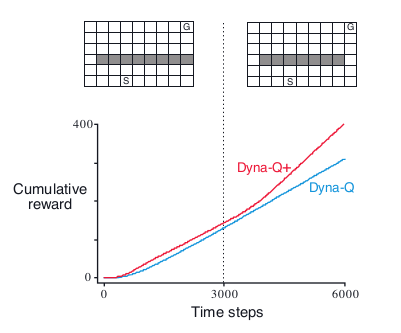 G
G
S
S
400
Dyna-Q+
Dyna-Q
Cumulative
reward
0
0
3000
6000
Time steps